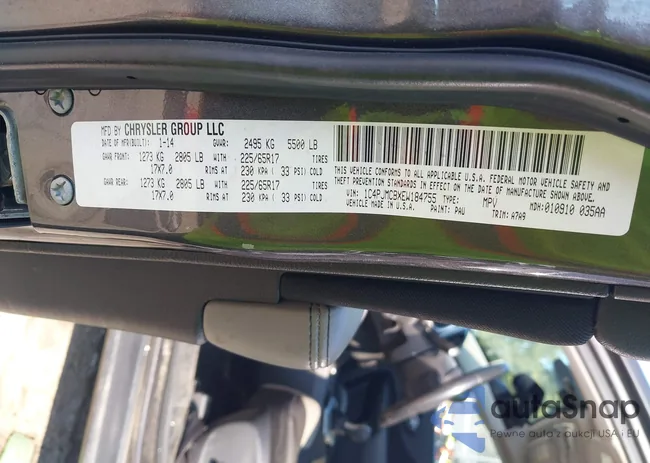 MFD BY CHRYSLER GROUP LLC
DATE OF MFR(BUILT): 1-14 GVWR: 2495 KG 5500 LB
GAWR FRONT: 1273 KG 2805 LB WITH 225/65R17 TIRES
17X7.0 RIMS AT 230 KPA ( 33 PSI) COLD
GAWR REAR: 1273 KG 2805 LB WITH 225/65R17 TIRES
17X7.0 RIMS AT 230 KPA ( 33 PSI) COLD
THIS VEHICLE CONFORMS TO ALL APPLICABLE U.S.A. FEDERAL MOTOR VEHICLE SAFETY AND
THEFT PREVENTION STANDARDS IN EFFECT ON THE DATE OF MANUFACTURE SHOWN ABOVE.
VIN: 1C4PJMCBXEW184755 TYPE: MPV MDH: 010910 035AA
VEHICLE MADE IN U.S.A. PAINT: PAU TRIM: A7A9
autaSnap
Pewne auta z aukcji USA i EU